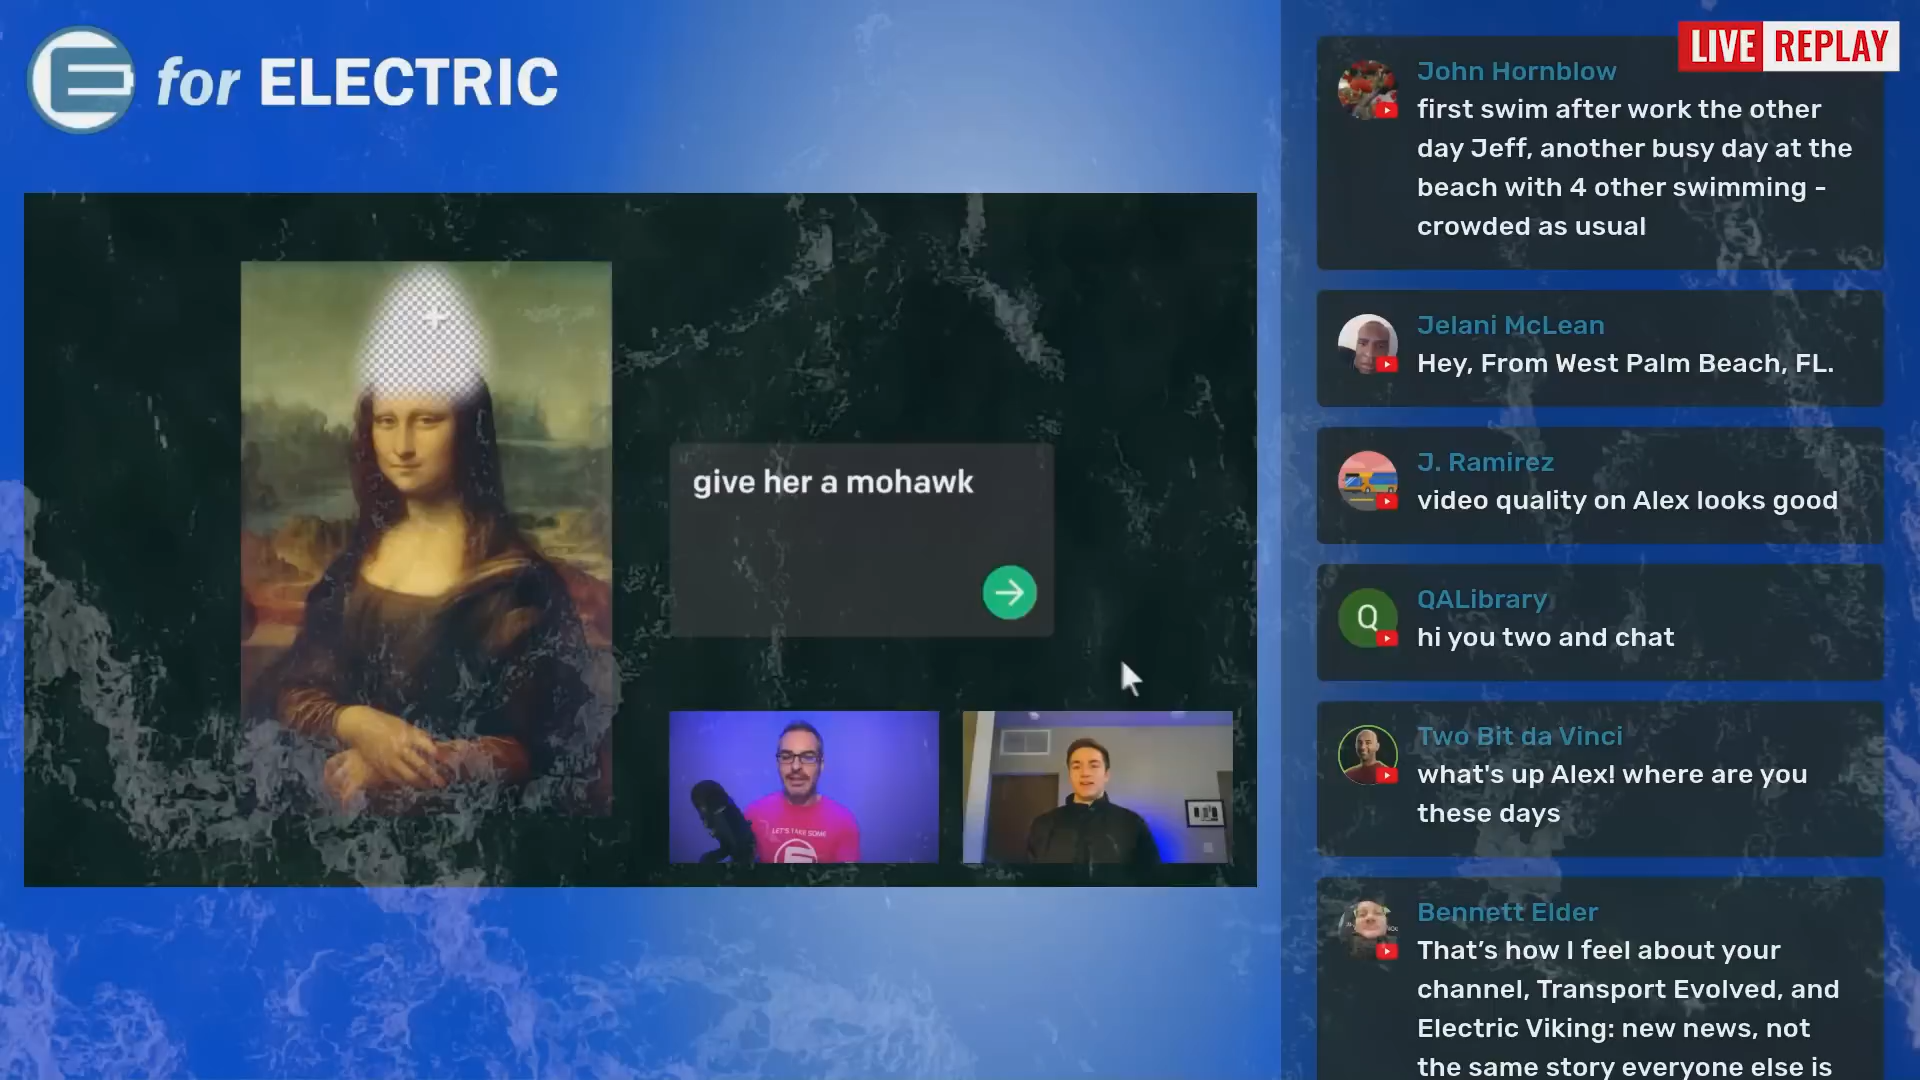 for ELECTRIC
give her a mohawk
LET'S TAKE SOME
LIVE REPLAY
John Hornblow
first swim after work the other
day Jeff, another busy day at the
beach with 4 other swimming -
crowded as usual
Jelani McLean
Hey, From West Palm Beach, FL.
J. Ramirez
video quality on Alex looks good
Q
QALibrary
hi you two and chat
Two Bit da Vinci
what's up Alex! where are you
these days
Bennett Elder
That’s how I feel about your
channel, Transport Evolved, and
Electric Viking: new news, not
the same story everyone else is